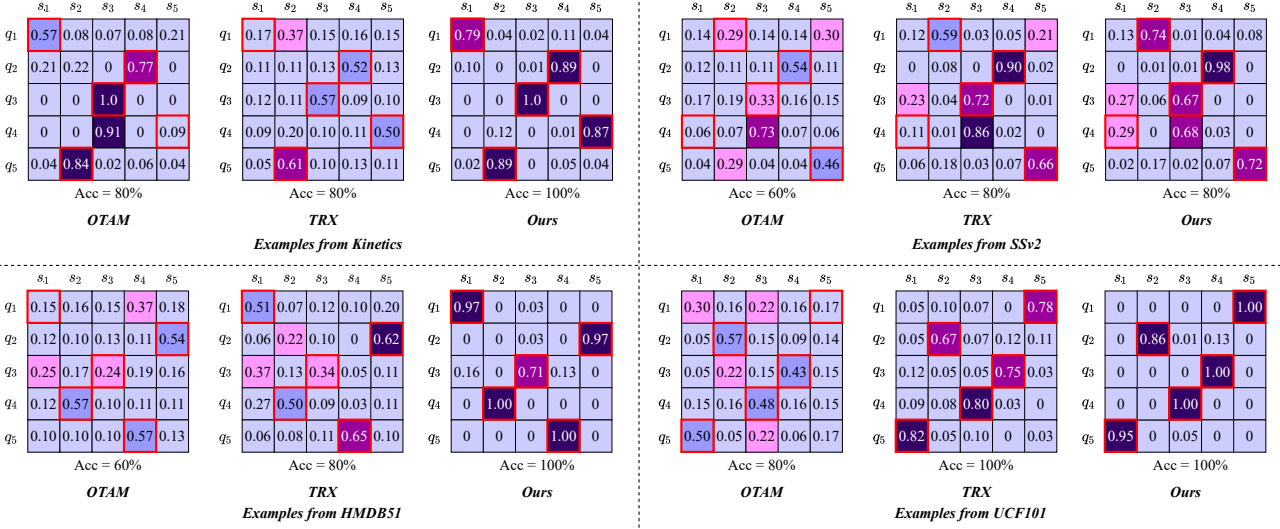 s1 s2 s3 s4 s5
q1 0.57 0.08 0.07 0.08 0.21
q2 0.21 0.22 0 0.77 0
q3 0 0 1.0 0 0
q4 0 0 0.91 0 0.09
q5 0.04 0.84 0.02 0.06 0.04
Acc = 80%
OTAM
s1 s2 s3 s4 s5
0.17 0.37 0.15 0.16 0.15
0.11 0.11 0.13 0.52 0.13
0.12 0.11 0.57 0.09 0.10
0.09 0.20 0.10 0.11 0.50
0.05 0.61 0.10 0.13 0.11
Acc = 80%
TRX
s1 s2 s3 s4 s5
q1 0.79 0.04 0.02 0.11 0.04
q2 0.10 0 0.01 0.89 0
q3 0 0 1.0 0 0
q4 0 0.12 0 0.01 0.87
q5 0.02 0.89 0 0.05 0.04
Acc = 100%
Ours
Examples from Kinetics
s1 s2 s3 s4 s5
q1 0.14 0.29 0.14 0.14 0.30
q2 0.12 0.11 0.11 0.54 0.11
q3 0.17 0.19 0.33 0.16 0.15
q4 0.06 0.07 0.73 0.07 0.06
q5 0.04 0.29 0.04 0.04 0.46
Acc = 60%
OTAM
s1 s2 s3 s4 s5
q1 0.12 0.59 0.03 0.05 0.21
q2 0 0.08 0 0.90 0.02
q3 0.23 0.04 0.72 0 0.01
q4 0.11 0.01 0.86 0.02 0
q5 0.06 0.18 0.03 0.07 0.66
Acc = 80%
TRX
s1 s2 s3 s4 s5
q1 0.13 0.74 0.01 0.04 0.08
q2 0 0.01 0.01 0.98 0
q3 0.27 0.06 0.67 0 0
q4 0.29 0 0.68 0.03 0
q5 0.02 0.17 0.02 0.07 0.72
Acc = 80%
Ours
Examples from SSv2
s1 s2 s3 s4 s5
q1 0.15 0.16 0.15 0.37 0.18
q2 0.12 0.10 0.13 0.11 0.54
q3 0.25 0.17 0.24 0.19 0.16
q4 0.12 0.57 0.10 0.11 0.11
q5 0.10 0.10 0.10 0.57 0.13
Acc = 60%
OTAM
s1 s2 s3 s4 s5
q1 0.51 0.07 0.12 0.10 0.20
q2 0.06 0.22 0.10 0 0.62
q3 0.37 0.13 0.34 0.05 0.11
q4 0.27 0.50 0.09 0.03 0.11
q5 0.06 0.08 0.11 0.65 0.10
Acc = 80%
TRX
s1 s2 s3 s4 s5
q1 0.97 0 0.03 0 0
q2 0 0 0 0 0.97
q3 0.16 0 0.71 0.13 0
q4 0 1.00 0 0 0
q5 0 0 0 1.00 0
Acc = 100%
Ours
Examples from HMDB51
s1 s2 s3 s4 s5
q1 0.30 0.16 0.22 0.16 0.17
q2 0.05 0.57 0.15 0.09 0.14
q3 0.05 0.22 0.15 0.43 0.15
q4 0.15 0.16 0.48 0.16 0.15
q5 0.50 0.05 0.22 0.06 0.17
Acc = 80%
OTAM
s1 s2 s3 s4 s5
q1 0.05 0.10 0.07 0 0.78
q2 0.05 0.67 0.07 0.12 0.11
q3 0.12 0.05 0.05 0.75 0.03
q4 0.09 0.08 0.80 0.03 0
q5 0.82 0.05 0.10 0 0.03
Acc = 100%
TRX
s1 s2 s3 s4 s5
q1 0 0 0 0 1.00
q2 0 0.86 0.01 0.13 0
q3 0 0 0 1.00 0
q4 0 0 1.00 0 0
q5 0.95 0 0.05 0 0
Acc = 100%
Ours
Examples from UCF101